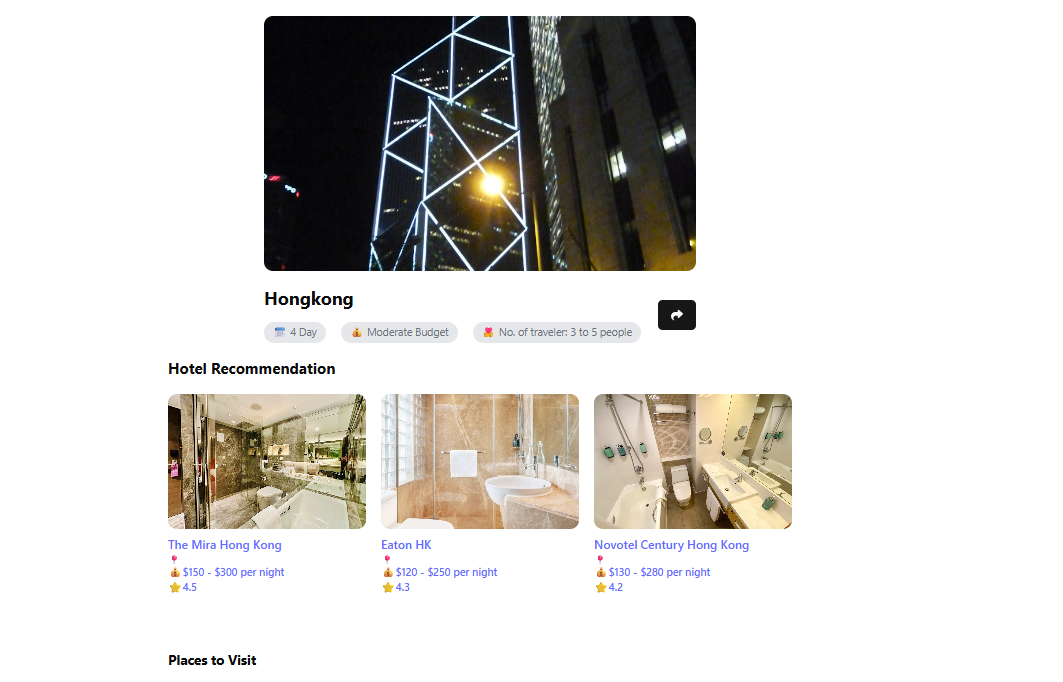 Hongkong
4 Day
Moderate Budget
No. of traveler: 3 to 5 people
Hotel Recommendation
The Mira Hong Kong
$150 - $300 per night
4.5
Eaton HK
$120 - $250 per night
4.3
Novotel Century Hong Kong
$130 - $280 per night
4.2
Places to Visit